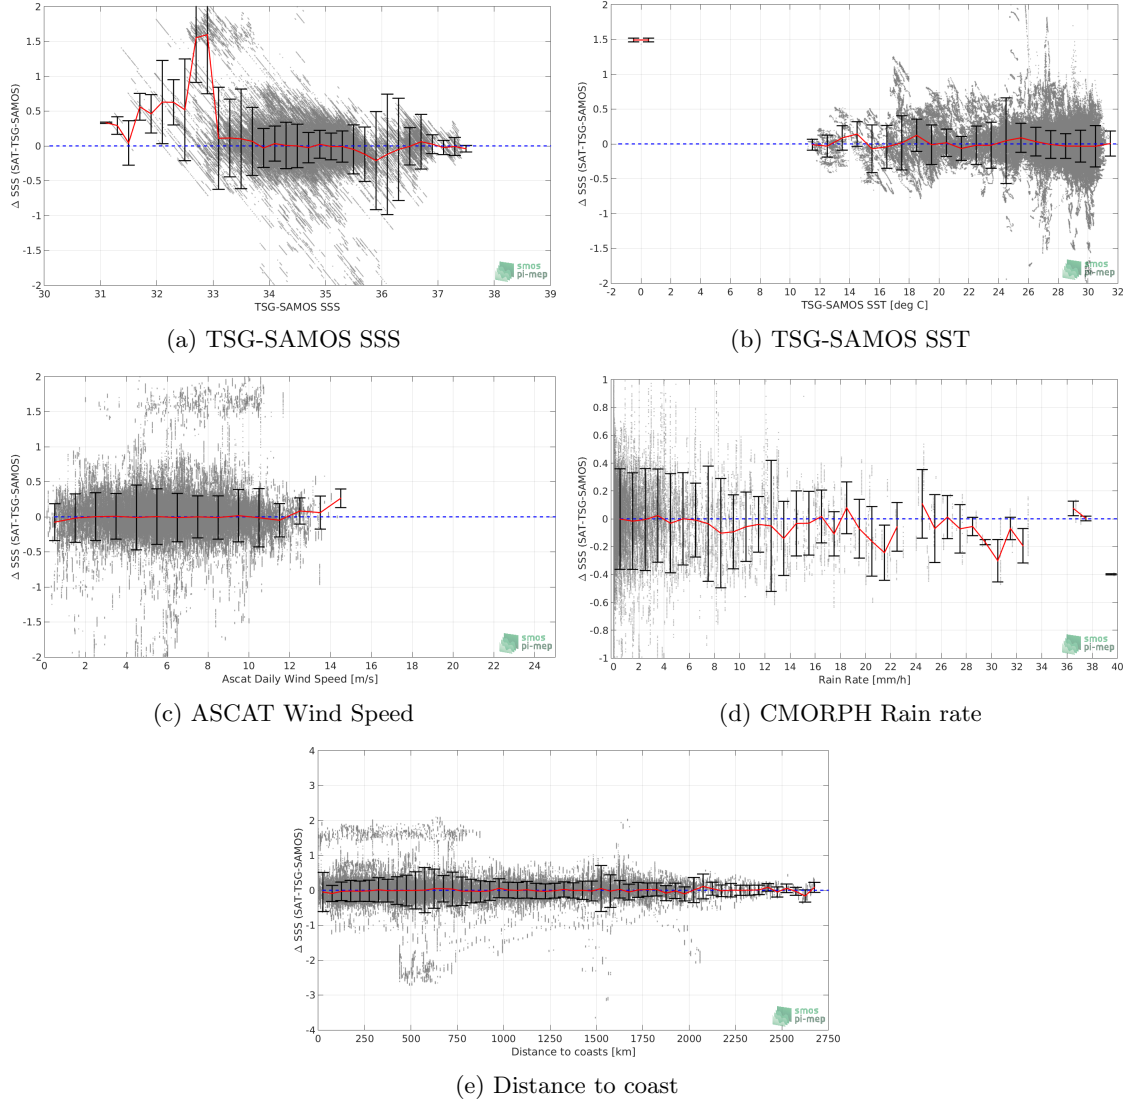 2
1.5
1
0.5
0
-0.5
-1
-1.5
-2
Δ SSS (SAT-TSG-SAMOS)
30 31 32 33 34 35 36 37 38 39
TSG-SAMOS SSS
smos
pi-mep
(a) TSG-SAMOS SSS
2
1.5
1
0.5
0
-0.5
-1
-1.5
-2
Δ SSS (SAT-TSG-SAMOS)
-2 0 2 4 6 8 10 12 14 16 18 20 22 24 26 28 30 32
TSG-SAMOS SST [deg C]
smos
pi-mep
(b) TSG-SAMOS SST
2
1.5
1
0.5
0
-0.5
-1
-1.5
-2
Δ SSS (SAT-TSG-SAMOS)
0 2 4 6 8 10 12 14 16 18 20 22 24
Ascat Daily Wind Speed [m/s]
smos
pi-mep
(c) ASCAT Wind Speed
1
0.8
0.6
0.4
0.2
0
-0.2
-0.4
-0.6
-0.8
-1
Δ SSS (SAT-TSG-SAMOS)
0 2 4 6 8 10 12 14 16 18 20 22 24 26 28 30 32 34 36 38 40
Rain Rate [mm/h]
smos
pi-mep
(d) CMORPH Rain rate
4
3
2
1
0
-1
-2
-3
-4
Δ SSS (SAT-TSG-SAMOS)
0 250 500 750 1000 1250 1500 1750 2000 2250 2500 2750
Distance to coasts [km]
smos
pi-mep
(e) Distance to coast